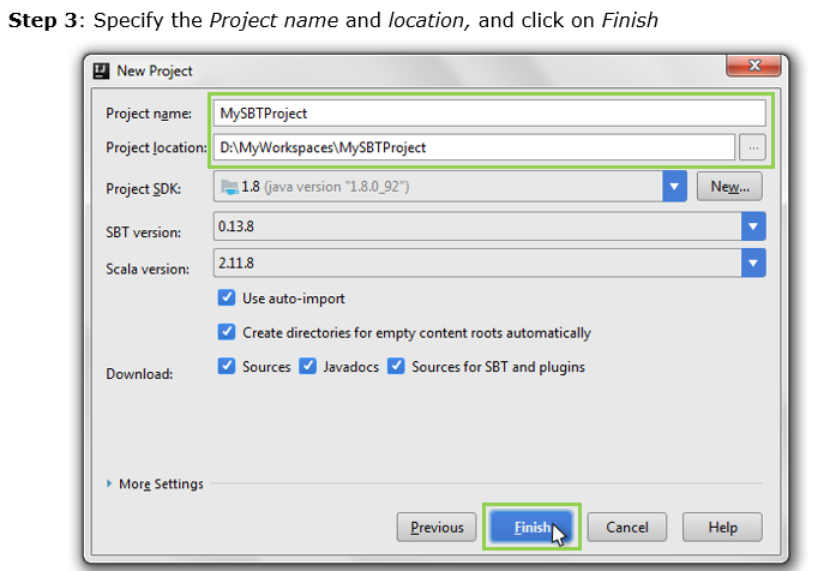 Step 3: Specify the Project name and location, and click on Finish
New Project
Project name: MySBTProject
Project location: D:\MyWorkspaces\MySBTProject ...
Project SDK: 1.8 (java version "1.8.0_92") New...
SBT version: 0.13.8
Scala version: 2.11.8
Use auto-import
Create directories for empty content roots automatically
Download: Sources Javadocs Sources for SBT and plugins
More Settings
Previous Finish Cancel Help